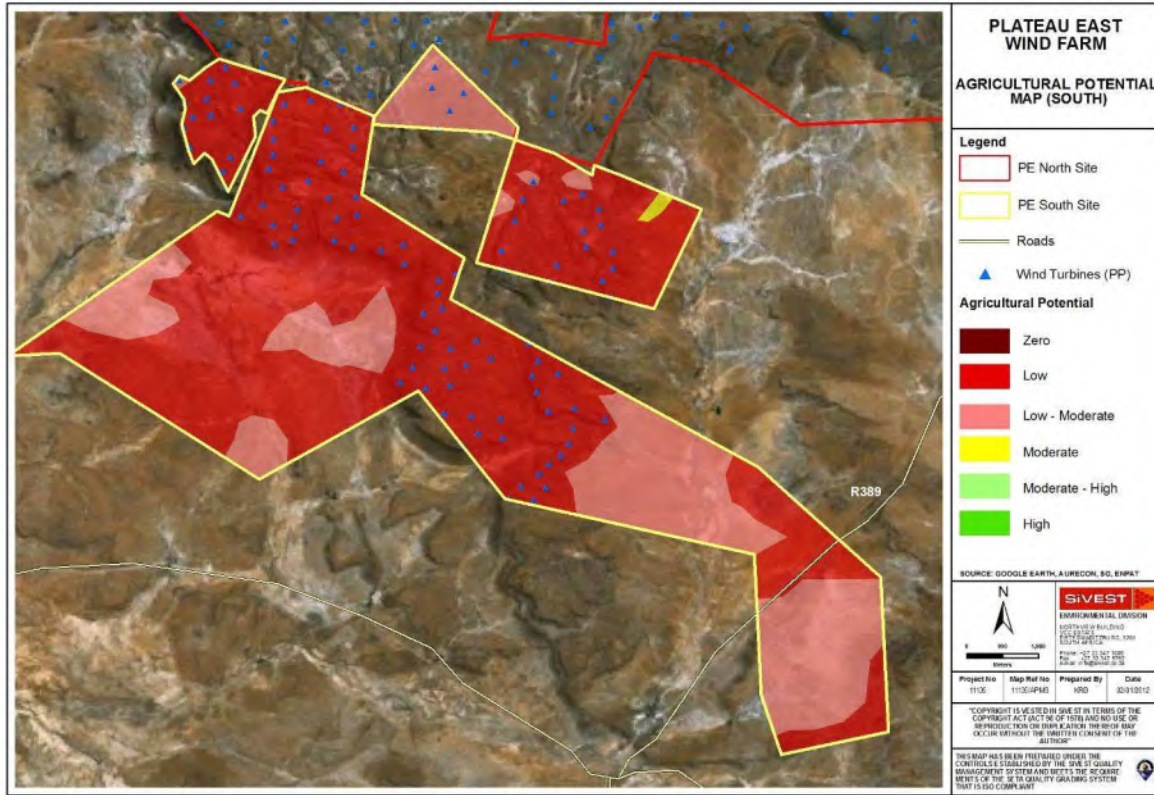 PLATEAU EAST
WIND FARM
AGRICULTURAL POTENTIAL
MAP (SOUTH)
Legend
PE North Site
PE South Site
Roads
Wind Turbines (PP)
Agricultural Potential
Zero
Low
Low - Moderate
Moderate
Moderate - High
High
R389
SOURCE: GOOGLE EARTH, AURECON, SG, ENPAT
N
Meters
SiVEST
ENVIRONMENTAL DIVISION
SOUTH AFRICA
Project No
Map Ref No
Prepared By
Date
KRB
"COPYRIGHT IS VESTED IN SIVEST IN TERMS OF THE
COPYRIGHT ACT (ACT 98 OF 1978) AND NO USE OR
REPRODUCTION OR DUPLICATION THEREOF MAY
OCCUR WITHOUT THE WRITTEN CONSENT OF THE
AUTHOR"
THIS MAP HAS BEEN PREPARED UNDER THE
CONTROLS ESTABLISHED BY THE SIVEST QUALITY
MANAGEMENT SYSTEM AND MEETS THE REQUIRE-
MENTS OF THE SETA QUALITY GRADING SYSTEM
THAT IS ISO COMPLIANT